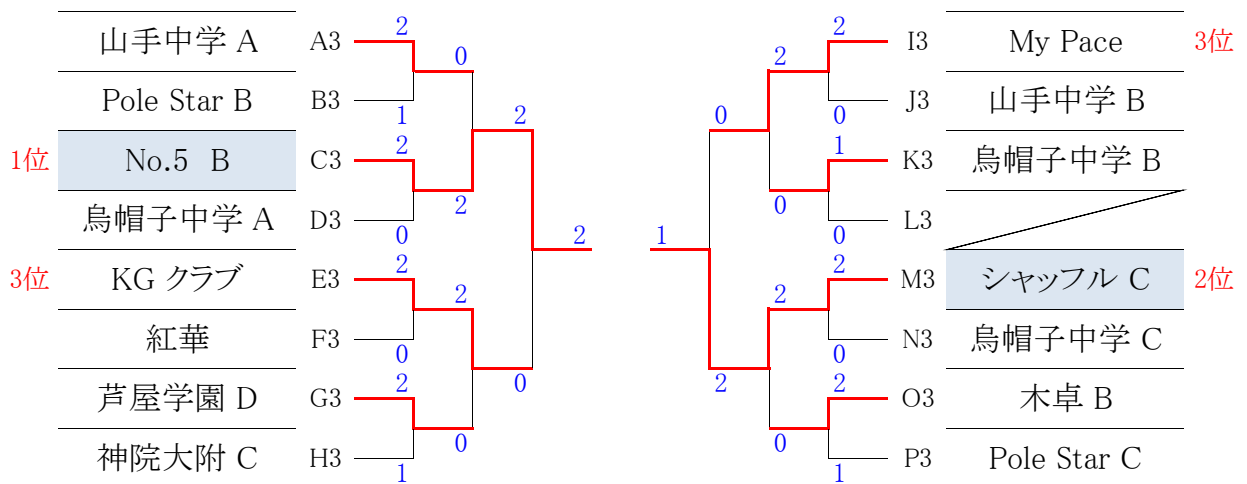 2 2
山手中学 A A3 0 2 I3 My Pace 3位
Pole Star B B3 J3 山手中学 B
1 2 0 0
1位 No.5 B C3 2 1 K3 烏帽子中学 B
烏帽子中学 A D3 2 0 L3
0 2 1 0
3位 KG クラブ E3 2 2 M3 シャッフル C 2位
紅華 F3 2 2 N3 烏帽子中学 C
0
芦屋学園 D G3 2 0 2 2 O3 木卓 B
神院大附 C H3 0 0 P3 Pole Star C
1 1